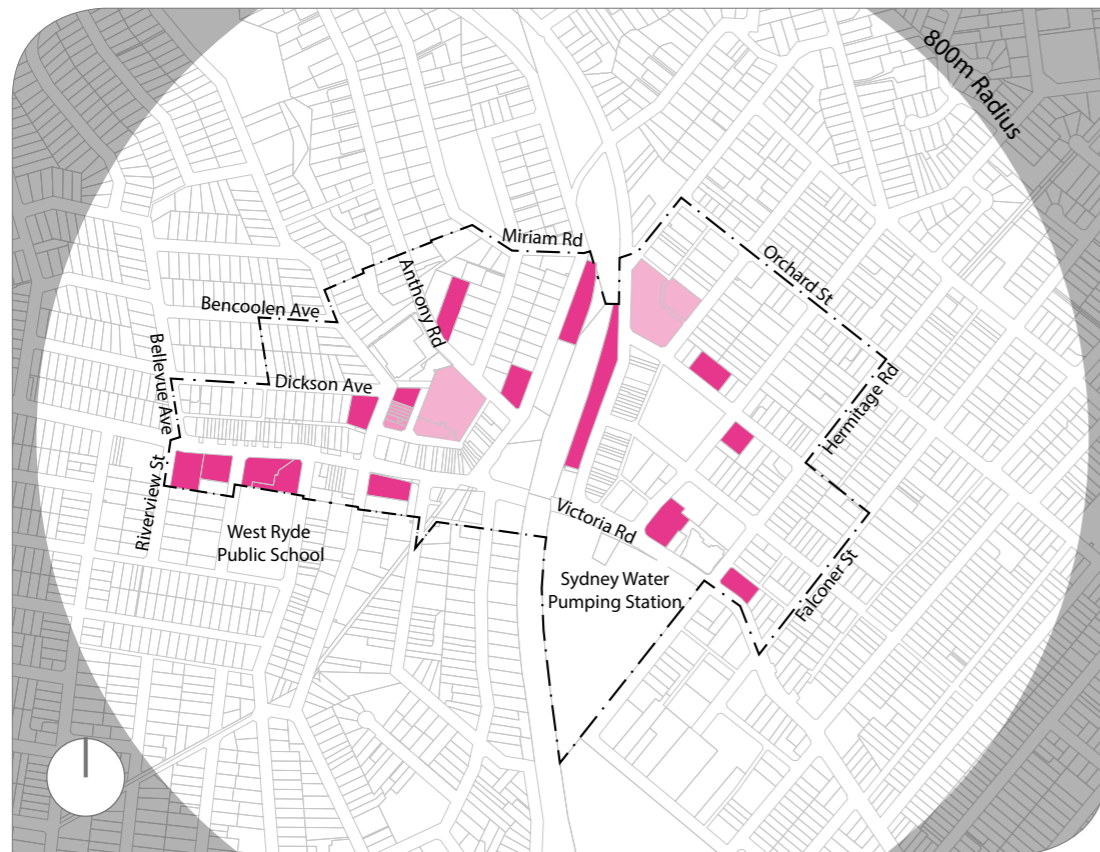 800m Radius
Miriam Rd
Orchard St
Anthony Rd
Bencoolen Ave
Bellevue Ave
Dickson Ave
Hermitage Rd
Riverview St
West Ryde
Public School
Victoria Rd
Sydney Water
Pumping Station
Falconer St